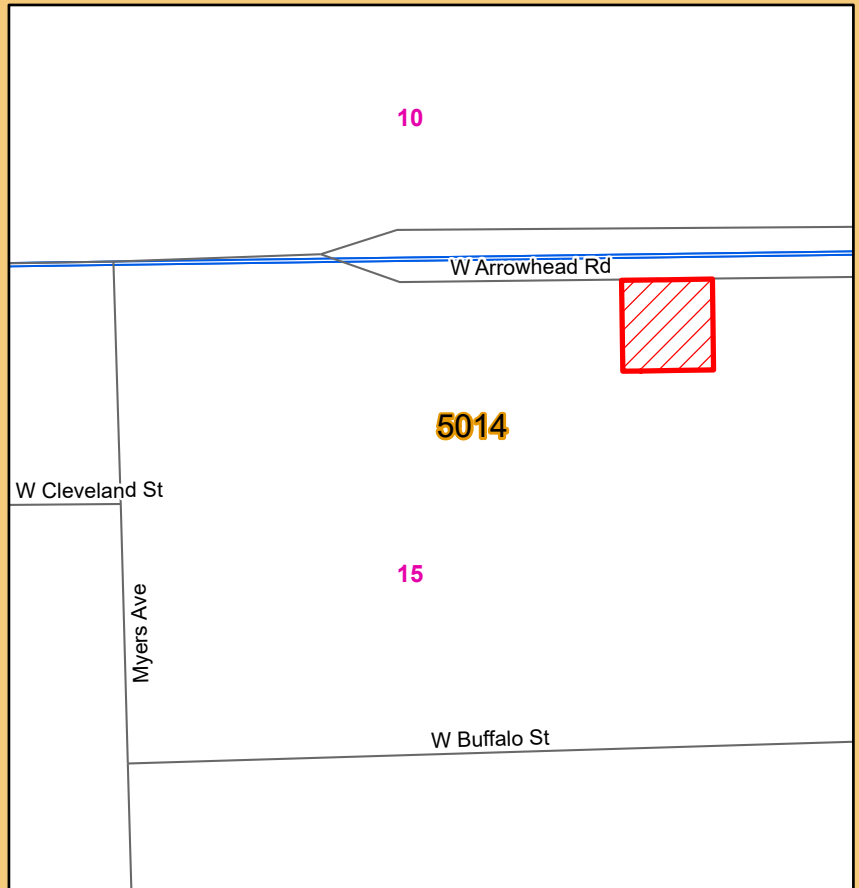 10
W Arrowhead Rd
5014
W Cleveland St
15
Myers Ave
W Buffalo St